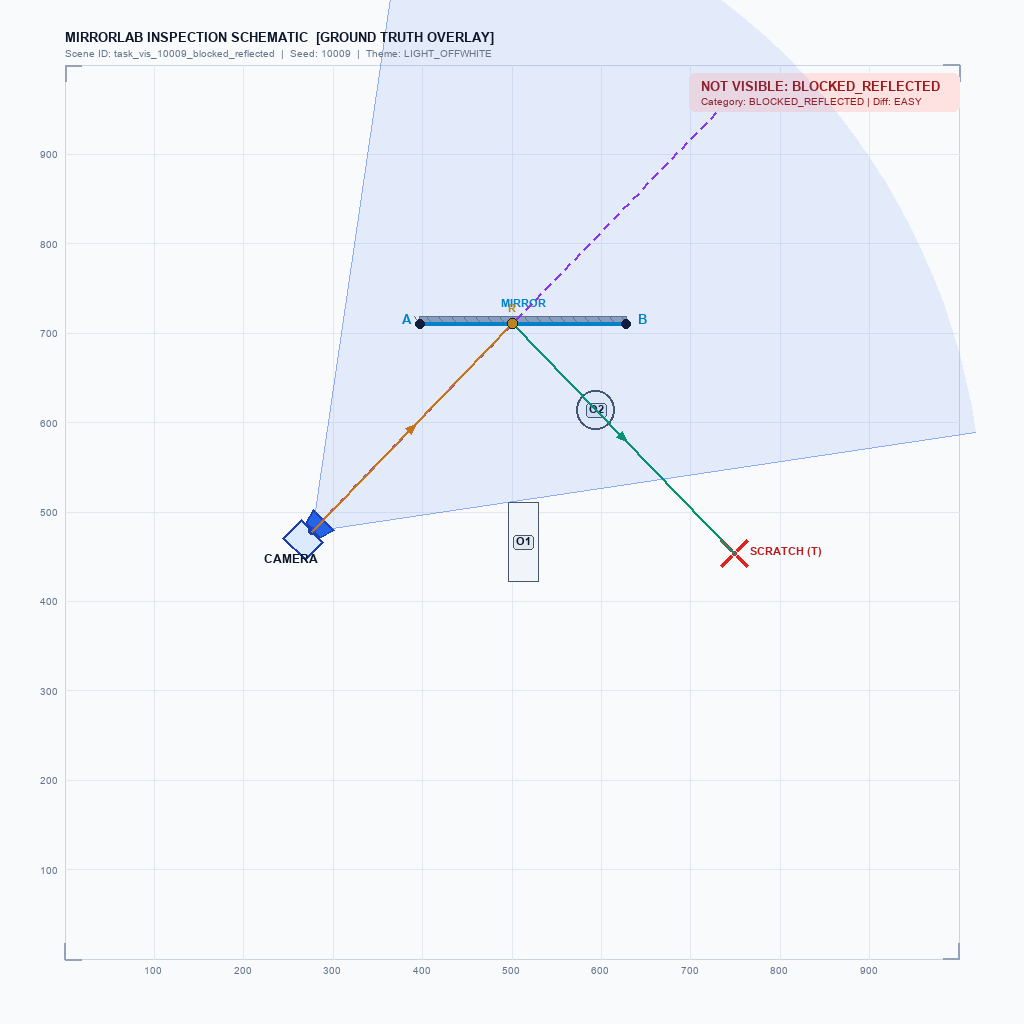 MIRRORLAB INSPECTION SCHEMATIC [GROUND TRUTH OVERLAY]
Scene ID: task_vis_10009_blocked_reflected | Seed: 10009 | Theme: LIGHT_OFFWHITE
NOT VISIBLE: BLOCKED_REFLECTED
Category: BLOCKED_REFLECTED | Diff: EASY
900
800
MIRROR
R
A
B
700
O2
600
500
O1
SCRATCH (T)
CAMERA
400
300
200
100
100 200 300 400 500 600 700 800 900